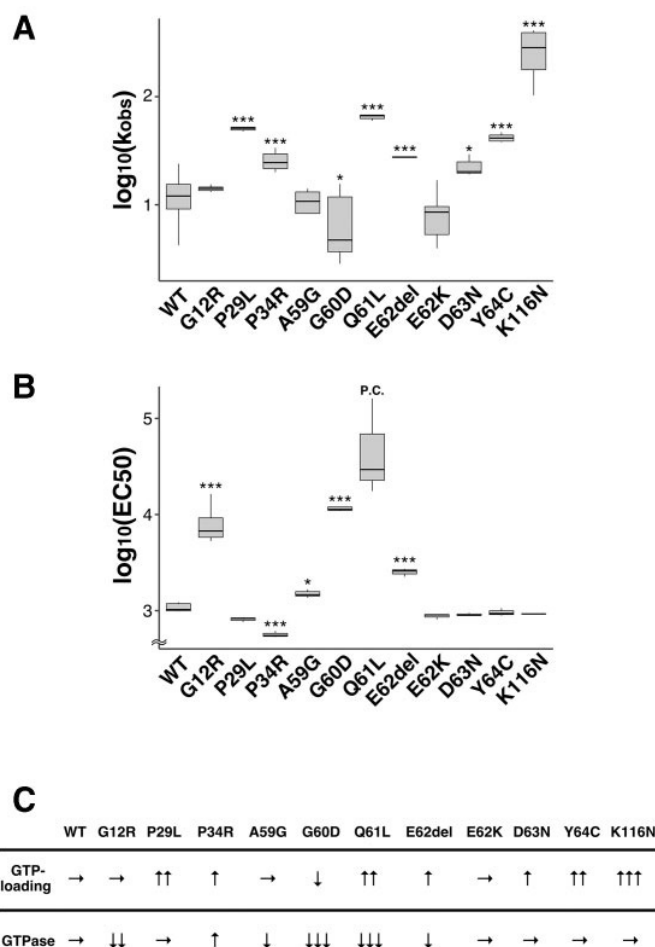 A
log10(kobs)
2
1
***
***
*
***
***
*
***
***
WT G12R P29L P34R A59G G60D Q61L E62del E62K D63N Y64C K116N
B
log10(EC50)
5
4
3
P.C.
***
***
*
***
***
WT G12R P29L P34R A59G G60D Q61L E62del E62K D63N Y64C K116N
C
WT G12R P29L P34R A59G G60D Q61L E62del E62K D63N Y64C K116N
GTP-
loading → → ↑↑ ↑ → ↓ ↑↑ ↑ → ↑ ↑↑ ↑↑↑
GTPase → ↓↓ → ↑ ↓ ↓↓↓ ↓↓↓ ↓ → → → →